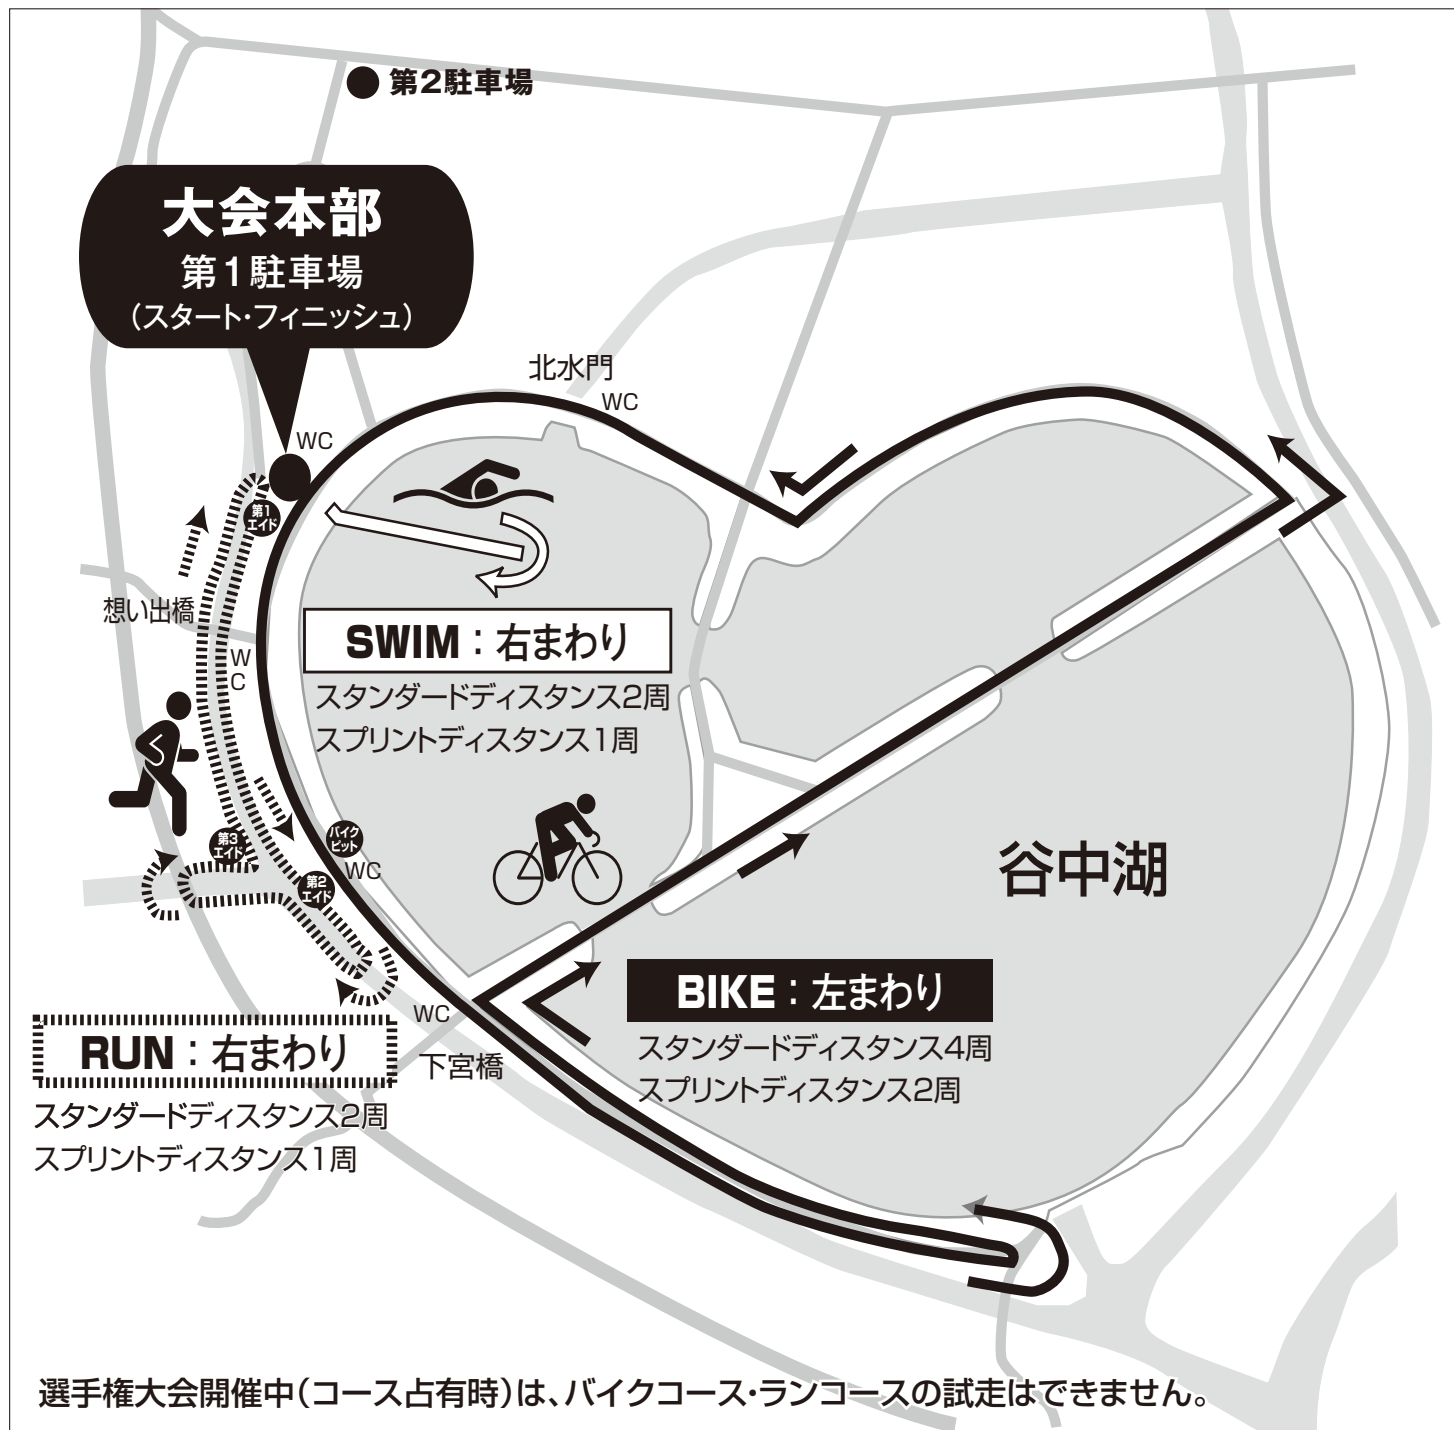 第2駐車場
大会本部
第1駐車場
（スタート・フィニッシュ）
北水門
WC
WC
第1
エイド
想い出橋
W
C
SWIM：右まわり
スタンダードディスタンス2周
スプリントディスタンス1周
第3
エイド
バイク
ピット
WC
第2
エイド
谷中湖
BIKE：左まわり
スタンダードディスタンス4周
スプリントディスタンス2周
WC
下宮橋
RUN：右まわり
スタンダードディスタンス2周
スプリントディスタンス1周
選手権大会開催中（コース占有時）は、バイクコース・ランコースの試走はできません。